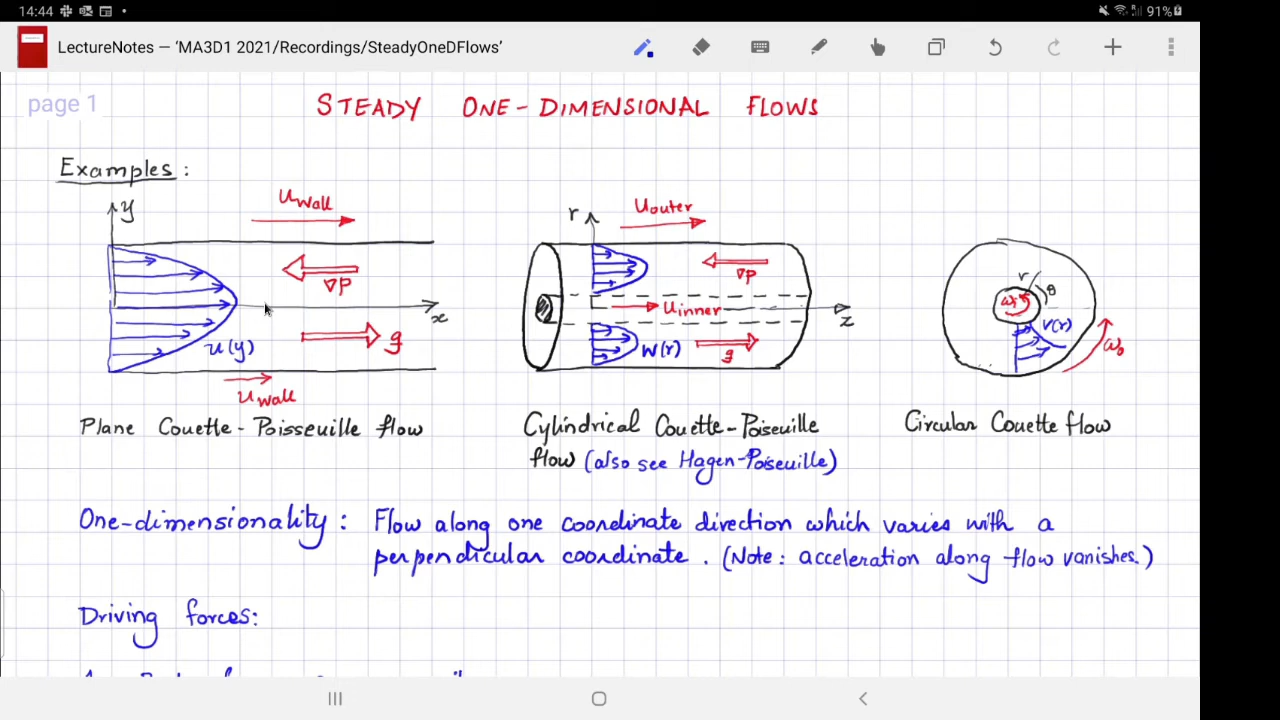 14:44
91%
LectureNotes — ‘MA3D1 2021/Recordings/SteadyOneDFlows’
page 1
STEADY ONE-DIMENSIONAL FLOWS
Examples:
y
Uwall
∇P
x
g
u(y)
Uwall
Plane Couette-Poisseuille flow
r
Uouter
∇P
Uinner
z
W(r)
g
Cylindrical Couette-Poiseuille
flow (also see Hagen-Poiseuille)
r
θ
ωi
V(r)
ωo
Circular Couette flow
One-dimensionality: Flow along one coordinate direction which varies with a
perpendicular coordinate. (Note: acceleration along flow vanishes.)
Driving forces: